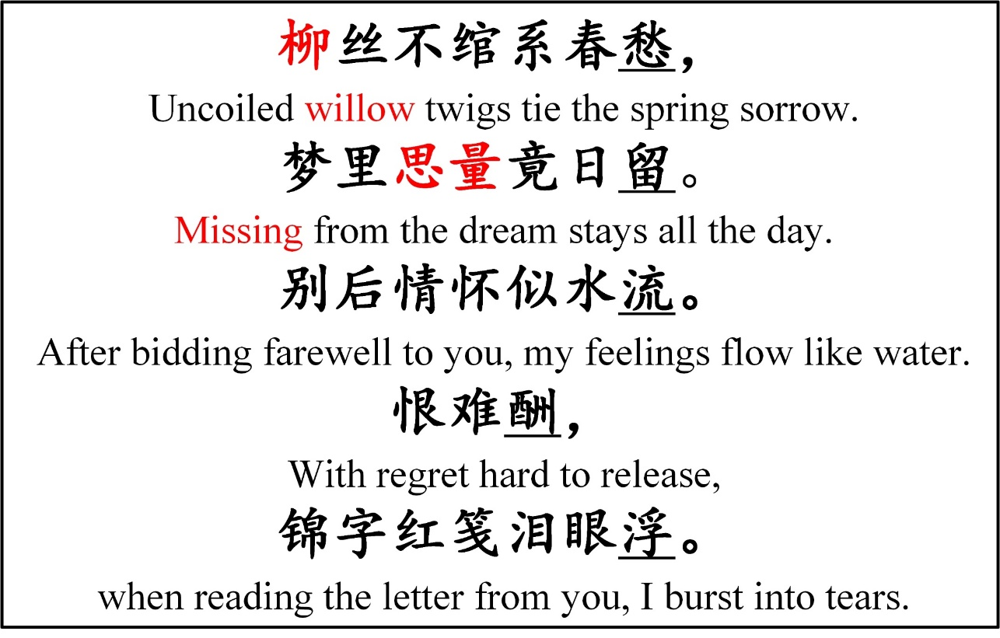 柳丝不绾系春愁，
Uncoiled willow twigs tie the spring sorrow.
梦里思量竟日留。
Missing from the dream stays all the day.
别后情怀似水流。
After bidding farewell to you, my feelings flow like water.
恨难酬，
With regret hard to release,
锦字红笺泪眼浮。
when reading the letter from you, I burst into tears.